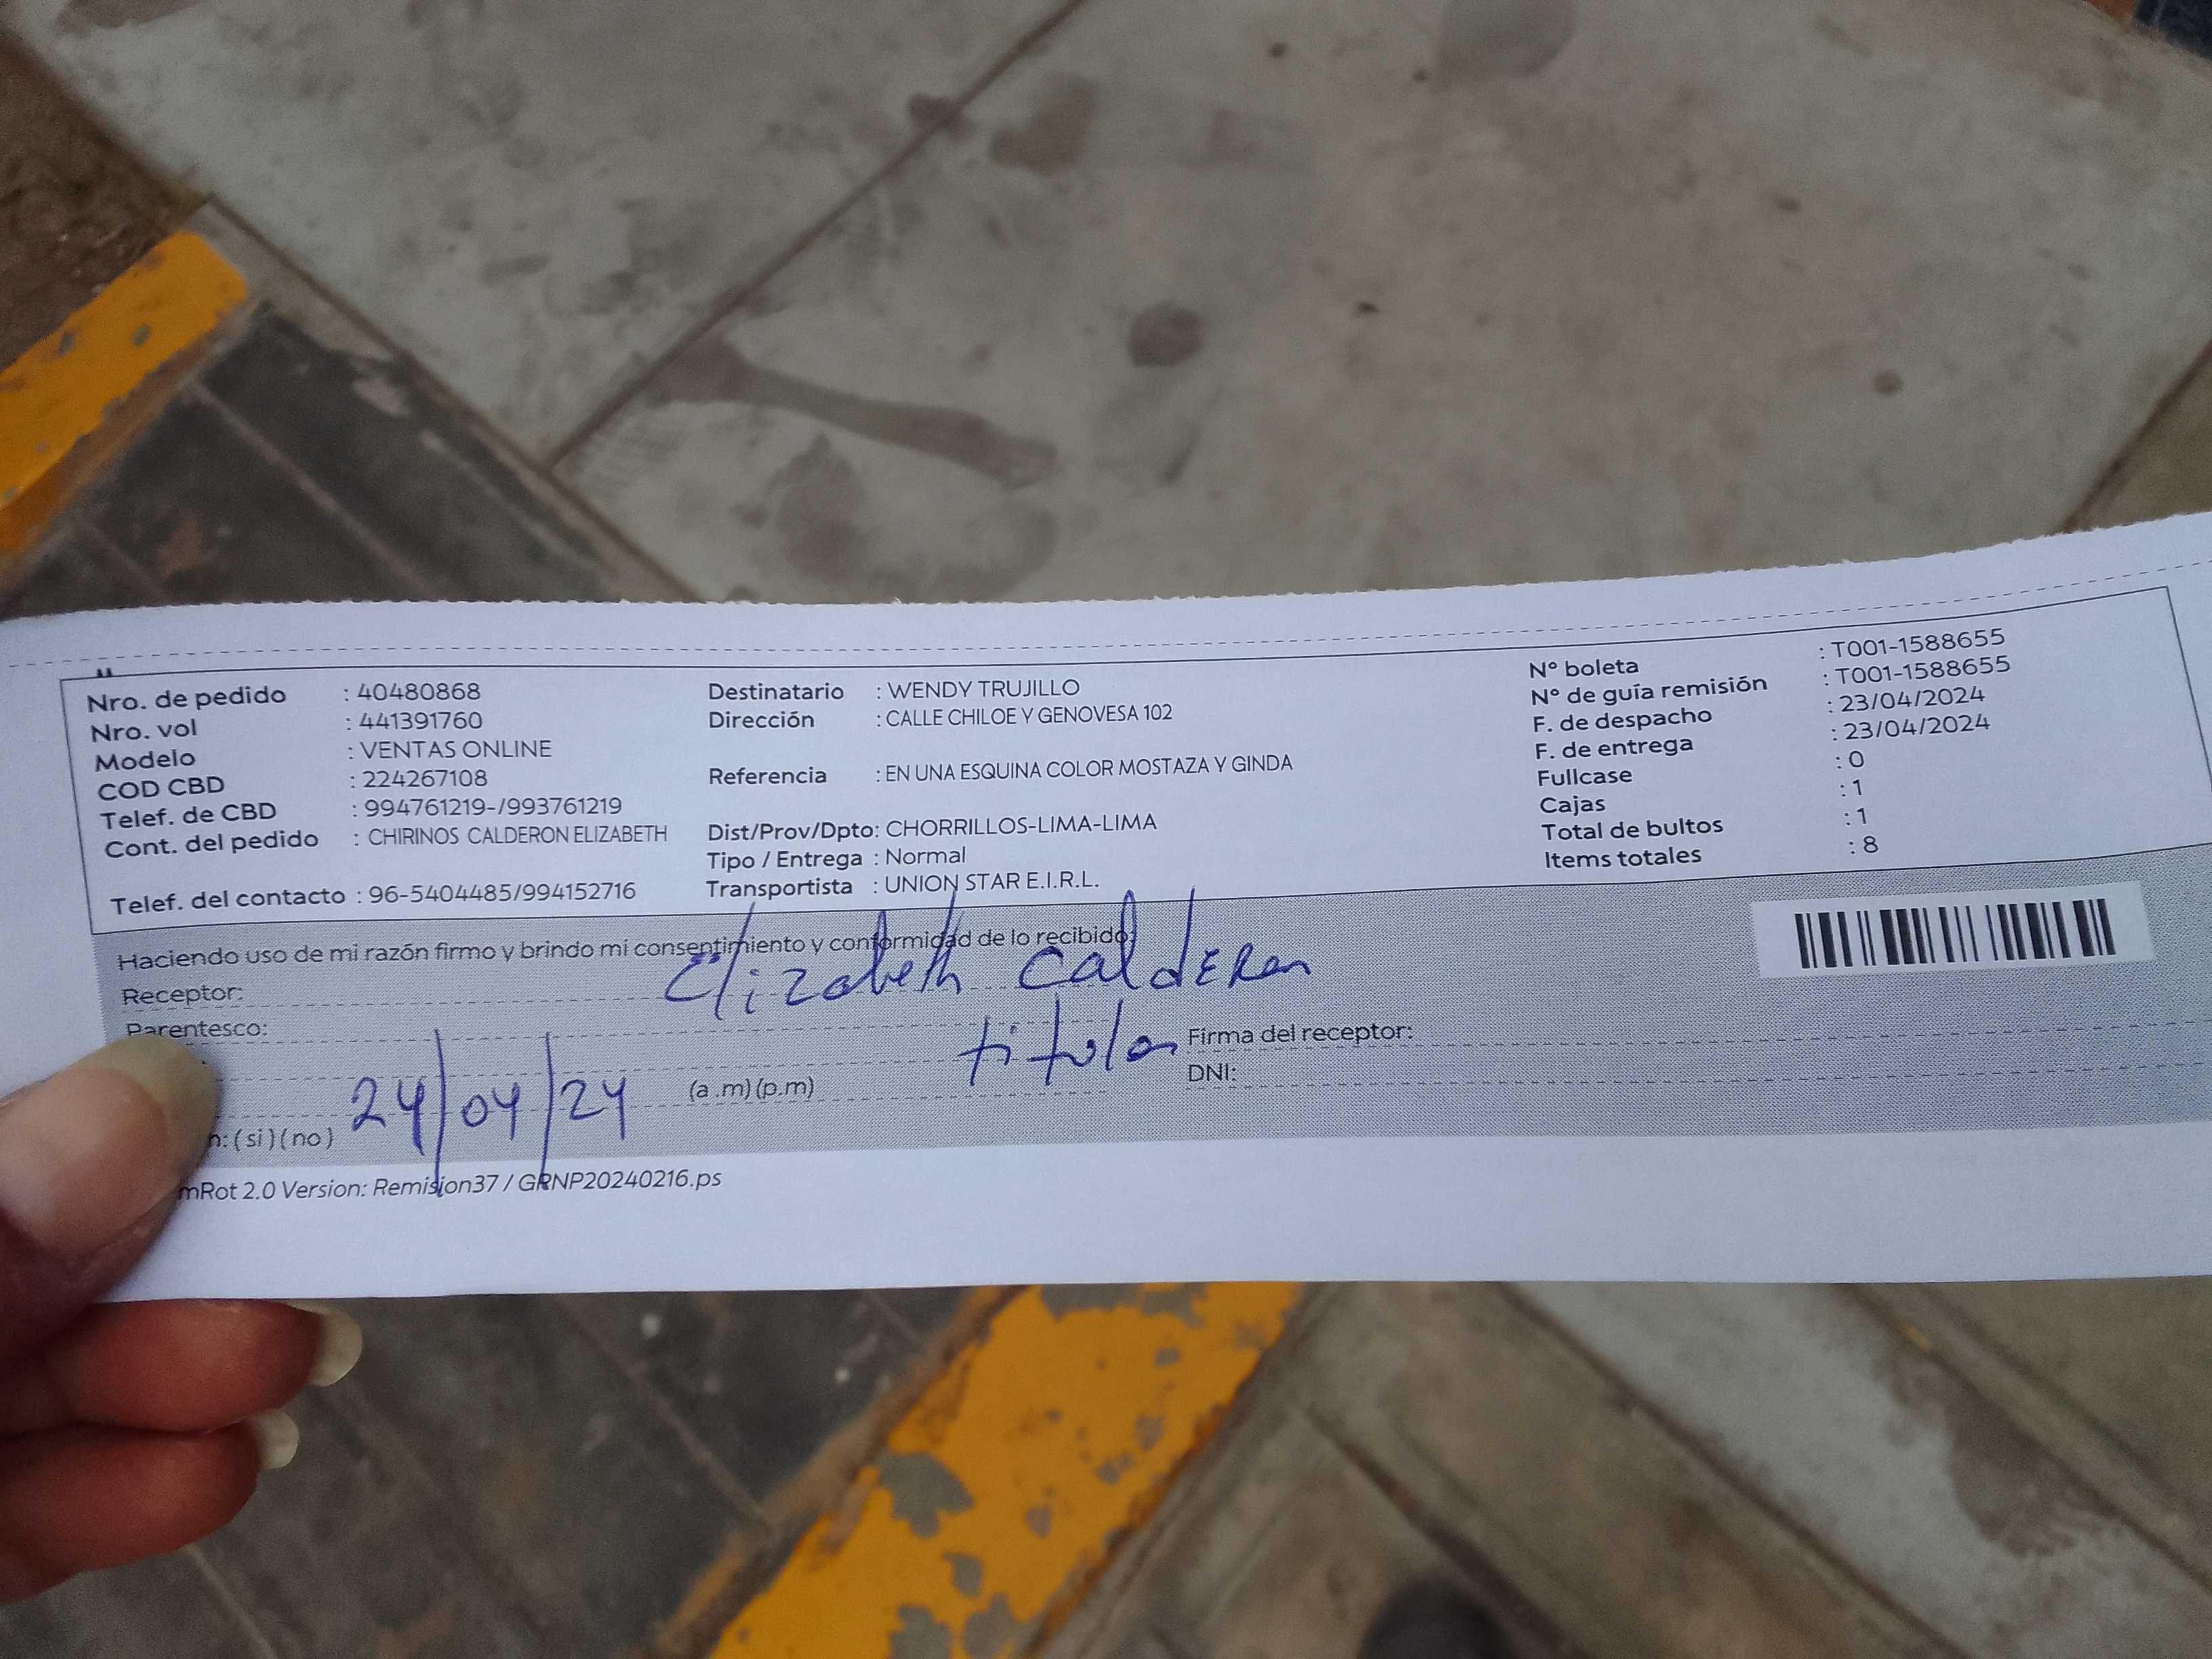 Nro. de pedido : 40480868
Nro. vol : 441391760
Modelo : VENTAS ONLINE
COD CBD : 224267108
Telef. de CBD : 994761219-/993761219
Cont. del pedido : CHIRINOS CALDERON ELIZABETH
Telef. del contacto : 96-5404485/994152716
Destinatario : WENDY TRUJILLO
Dirección : CALLE CHILOE Y GENOVESA 102
Referencia : EN UNA ESQUINA COLOR MOSTAZA Y GINDA
Dist/Prov/Dpto: CHORRILLOS-LIMA-LIMA
Tipo / Entrega : Normal
Transportista : UNION STAR E.I.R.L.
N° boleta : T001-1588655
N° de guía remisión : T001-1588655
F. de despacho : 23/04/2024
F. de entrega : 23/04/2024
Fullcase : 0
Cajas : 1
Total de bultos : 1
Items totales : 8
Haciendo uso de mi razón firmo y brindo mi consentimiento y conformidad de lo recibido.
Receptor: Elizabeth Calderon
Parentesco: titular
Firma del receptor:
DNI:
24/04/24 (a .m) (p.m)
n: ( si ) ( no )
mRot 2.0 Version: Remision37 / GRNP20240216.ps